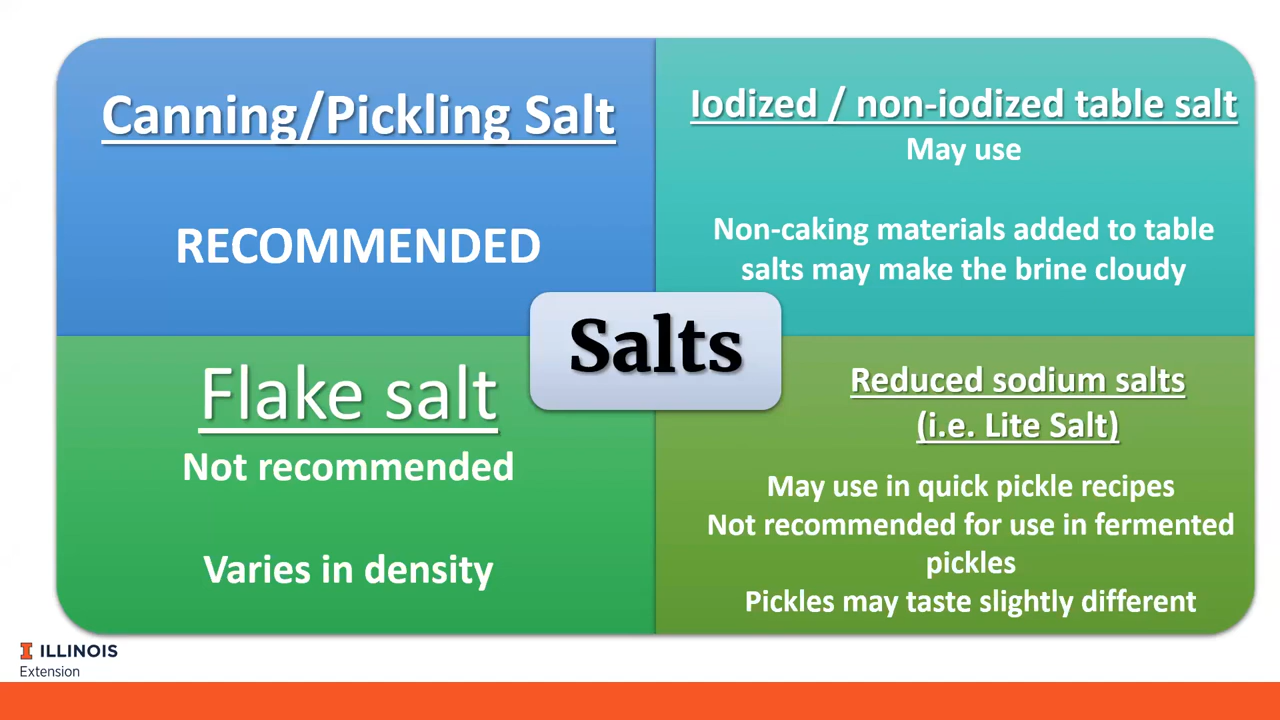 Canning/Pickling Salt
RECOMMENDED
Iodized / non-iodized table salt
May use
Non-caking materials added to table
salts may make the brine cloudy
Salts
Flake salt
Not recommended
Varies in density
Reduced sodium salts
(i.e. Lite Salt)
May use in quick pickle recipes
Not recommended for use in fermented
pickles
Pickles may taste slightly different
I ILLINOIS
Extension